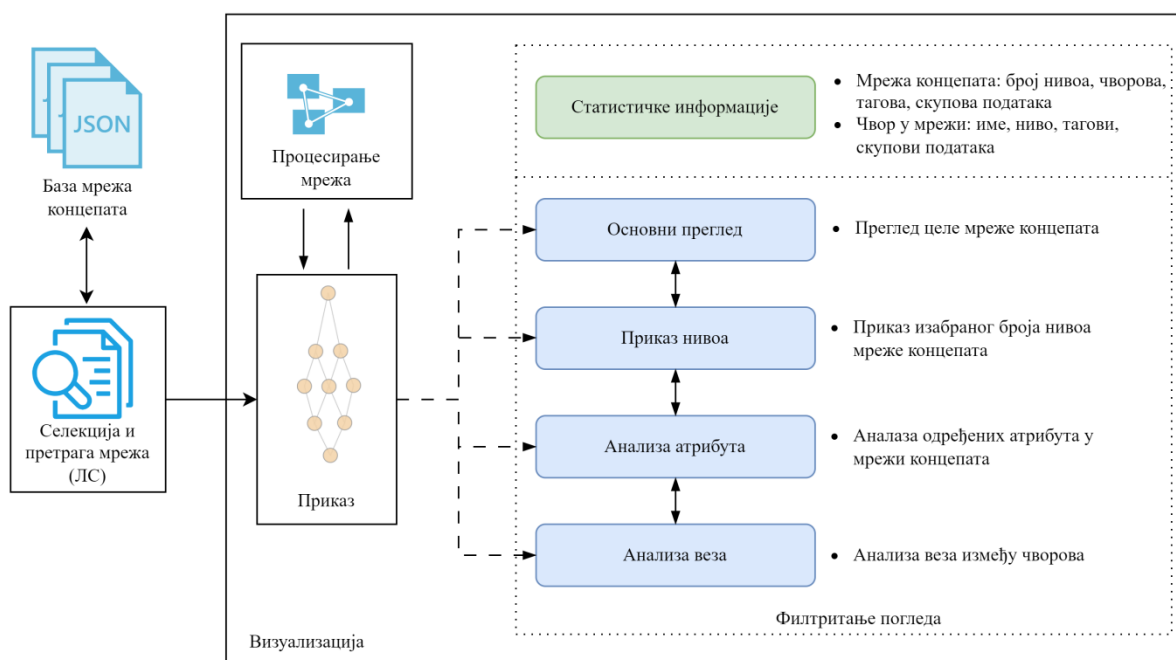 JSON
База мрежа
концепата
Селекција и
претрага мрежа
(ЛС)
Процесирање
мрежа
Приказ
Визуализација
Статистичке информације
• Мрежа концепата: број нивоа, чворова,
тагова, скупова података
• Чвор у мрежи: име, ниво, тагови,
скупови података
Основни преглед
• Преглед целе мреже концепата
Приказ нивоа
• Приказ изабраног броја нивоа
мреже концепата
Анализа атрибута
• Аналаза одређених атрибута у
мрежи концепата
Анализа веза
• Анализа веза између чворова
Филтритање погледа